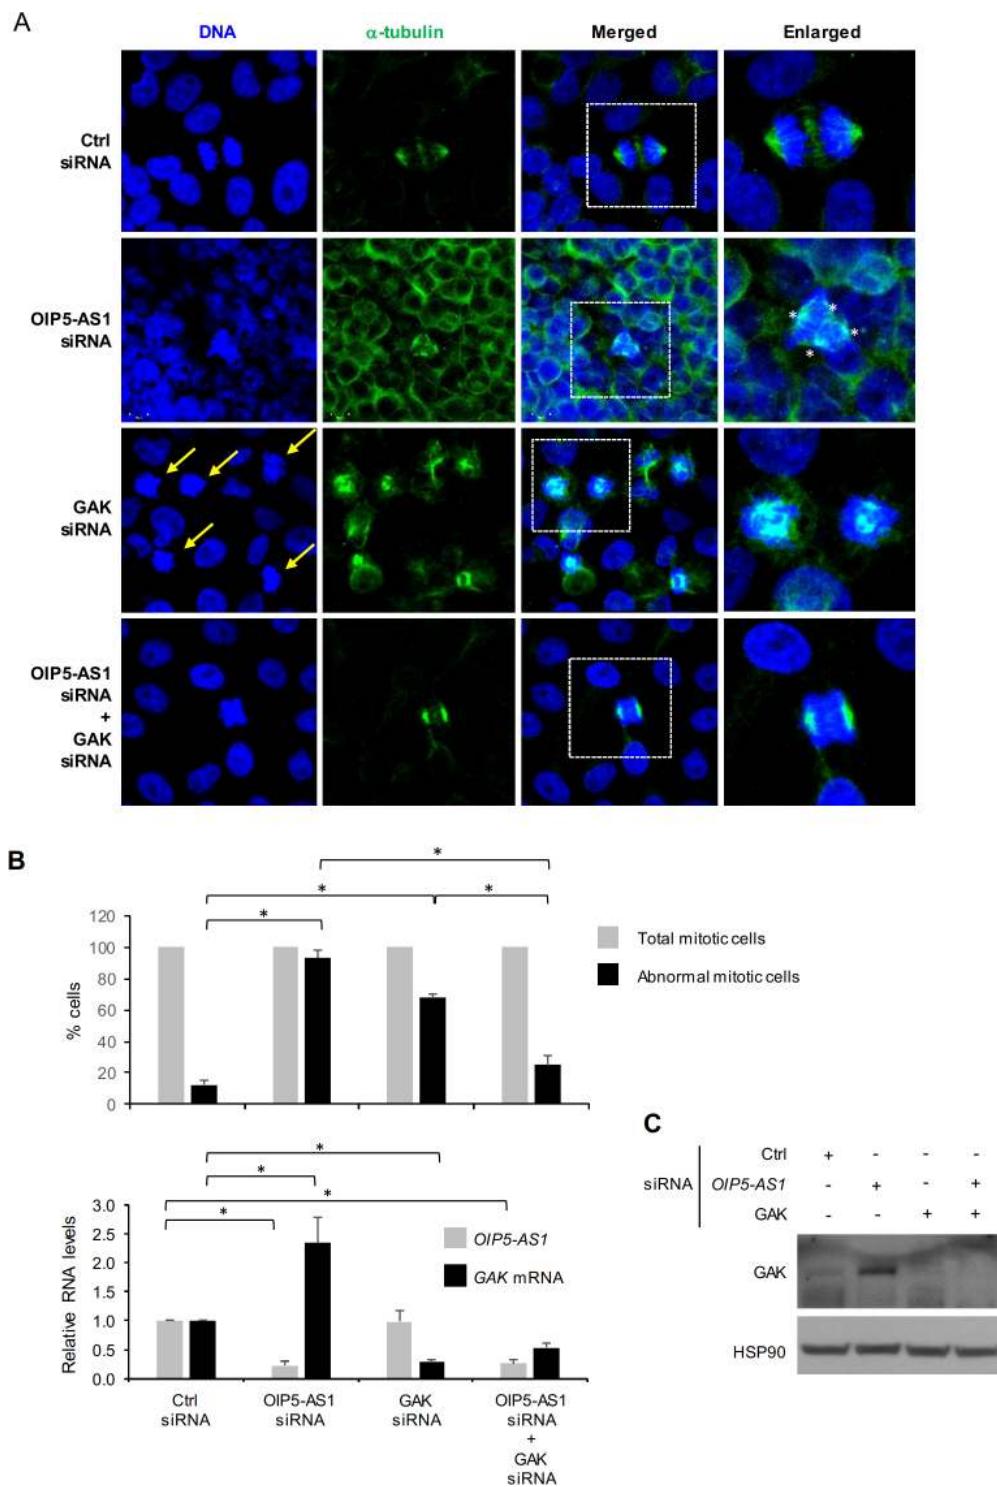 A
DNA
α-tubulin
Merged
Enlarged
Ctrl
siRNA
OIP5-AS1
siRNA
* * * *
GAK
siRNA
OIP5-AS1
siRNA
+
GAK
siRNA
B
*
* *
*
120
100
80
60
40
20
0
% cells
Total mitotic cells
Abnormal mitotic cells
*
*
*
*
3.0
2.5
2.0
1.5
1.0
0.5
0.0
Relative RNA levels
OIP5-AS1
GAK mRNA
Ctrl
siRNA
OIP5-AS1
siRNA
GAK
siRNA
OIP5-AS1
siRNA
+
GAK
siRNA
C
siRNA
Ctrl + - - -
OIP5-AS1 - + - +
GAK - - + +
GAK
HSP90